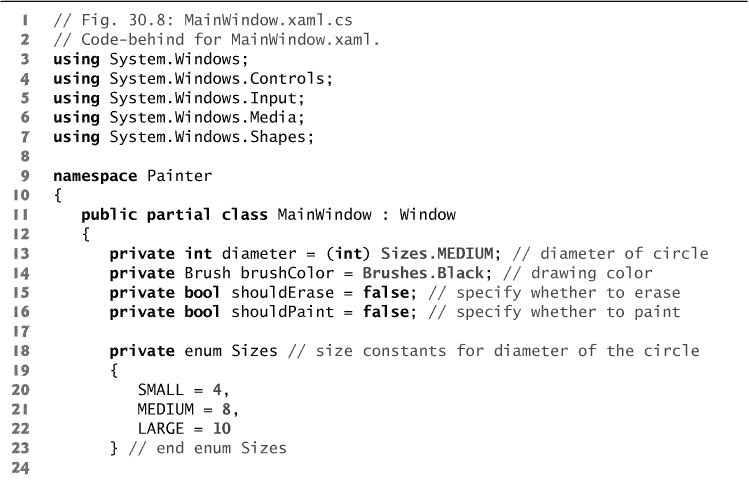 1 // Fig. 30.8: MainWindow.xaml.cs
2 // Code-behind for MainWindow.xaml.
3 using System.Windows;
4 using System.Windows.Controls;
5 using System.Windows.Input;
6 using System.Windows.Media;
7 using System.Windows.Shapes;
8
9 namespace Painter
10 {
11 public partial class MainWindow : Window
12 {
13 private int diameter = (int) Sizes.MEDIUM; // diameter of circle
14 private Brush brushColor = Brushes.Black; // drawing color
15 private bool shouldErase = false; // specify whether to erase
16 private bool shouldPaint = false; // specify whether to paint
17
18 private enum Sizes // size constants for diameter of the circle
19 {
20 SMALL = 4,
21 MEDIUM = 8,
22 LARGE = 10
23 } // end enum Sizes
24